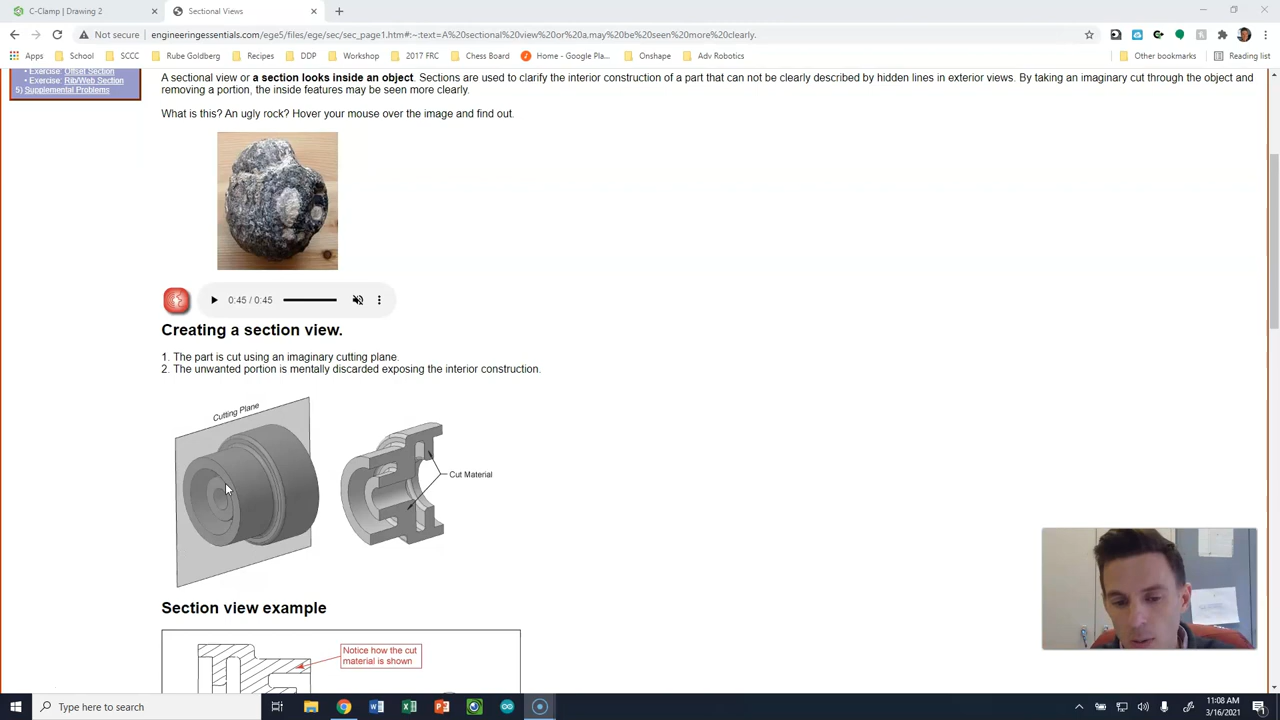 C-Clamp | Drawing 2
Sectional Views
Not secure
engineeringessentials.com/ege5/files/ege/sec/sec_page1.htm#:~:text=A%20sectional%20view%20or%20a,may%20be%20seen%20more%20clearly.
Apps
School
SCCC
Rube Goldberg
Recipes
DDP
Workshop
2017 FRC
Chess Board
Home - Google Pla...
Onshape
Adv Robotics
Other bookmarks
Reading list
• Exercise: Offset Section
• Exercise: Rib/Web Section
5) Supplemental Problems
A sectional view or a section looks inside an object. Sections are used to clarify the interior construction of a part that can not be clearly described by hidden lines in exterior views. By taking an imaginary cut through the object and
removing a portion, the inside features may be seen more clearly.
What is this? An ugly rock? Hover your mouse over the image and find out.
0:45 / 0:45
Creating a section view.
1. The part is cut using an imaginary cutting plane.
2. The unwanted portion is mentally discarded exposing the interior construction.
Cutting Plane
Cut Material
Section view example
Notice how the cut
material is shown
Type here to search
11:08 AM
3/16/2021